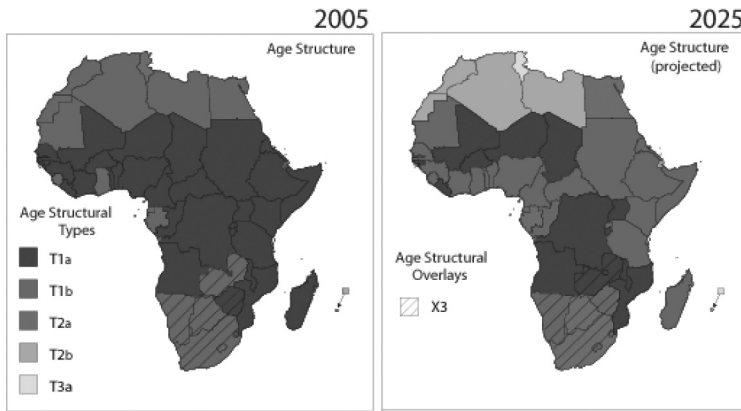 2005
Age Structure
Age Structural
Types
T1a
T1b
T2a
T2b
T3a
2025
Age Structure
(projected)
Age Structural
Overlays
X3